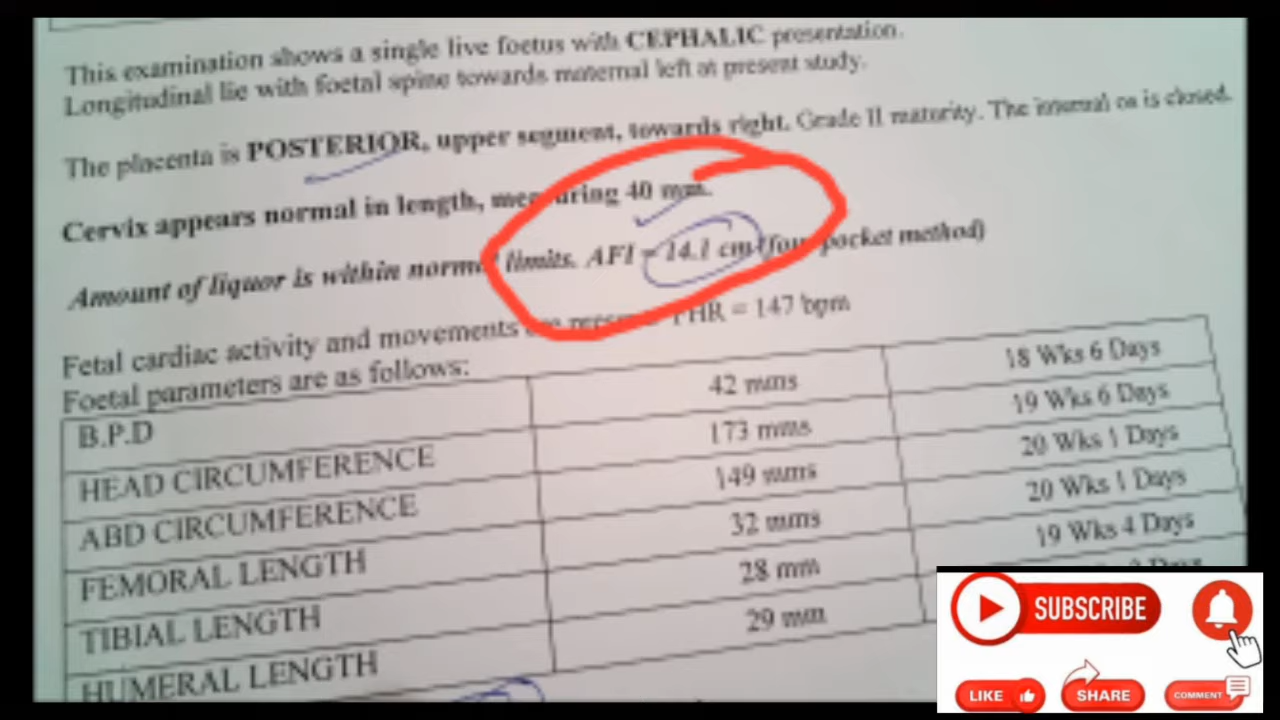 This examination shows a single live foetus with CEPHALIC presentation.
Longitudinal lie with foetal spine towards maternal left at present study.
The placenta is POSTERIOR, upper segment, towards right. Grade II maturity. The internal os is closed.
Cervix appears normal in length, measuring 40 mm.
Amount of liquor is within normal limits. AFI = 14.1 cm (four pocket method)
Fetal cardiac activity and movements are present. FHR = 147 bpm
Foetal parameters are as follows:
B.P.D 42 mms 18 Wks 6 Days
HEAD CIRCUMFERENCE 173 mms 19 Wks 6 Days
ABD CIRCUMFERENCE 149 mms 20 Wks 1 Days
FEMORAL LENGTH 32 mms 20 Wks 1 Days
TIBIAL LENGTH 28 mm 19 Wks 4 Days
HUMERAL LENGTH 29 mm Days
SUBSCRIBE
LIKE SHARE COMMENT